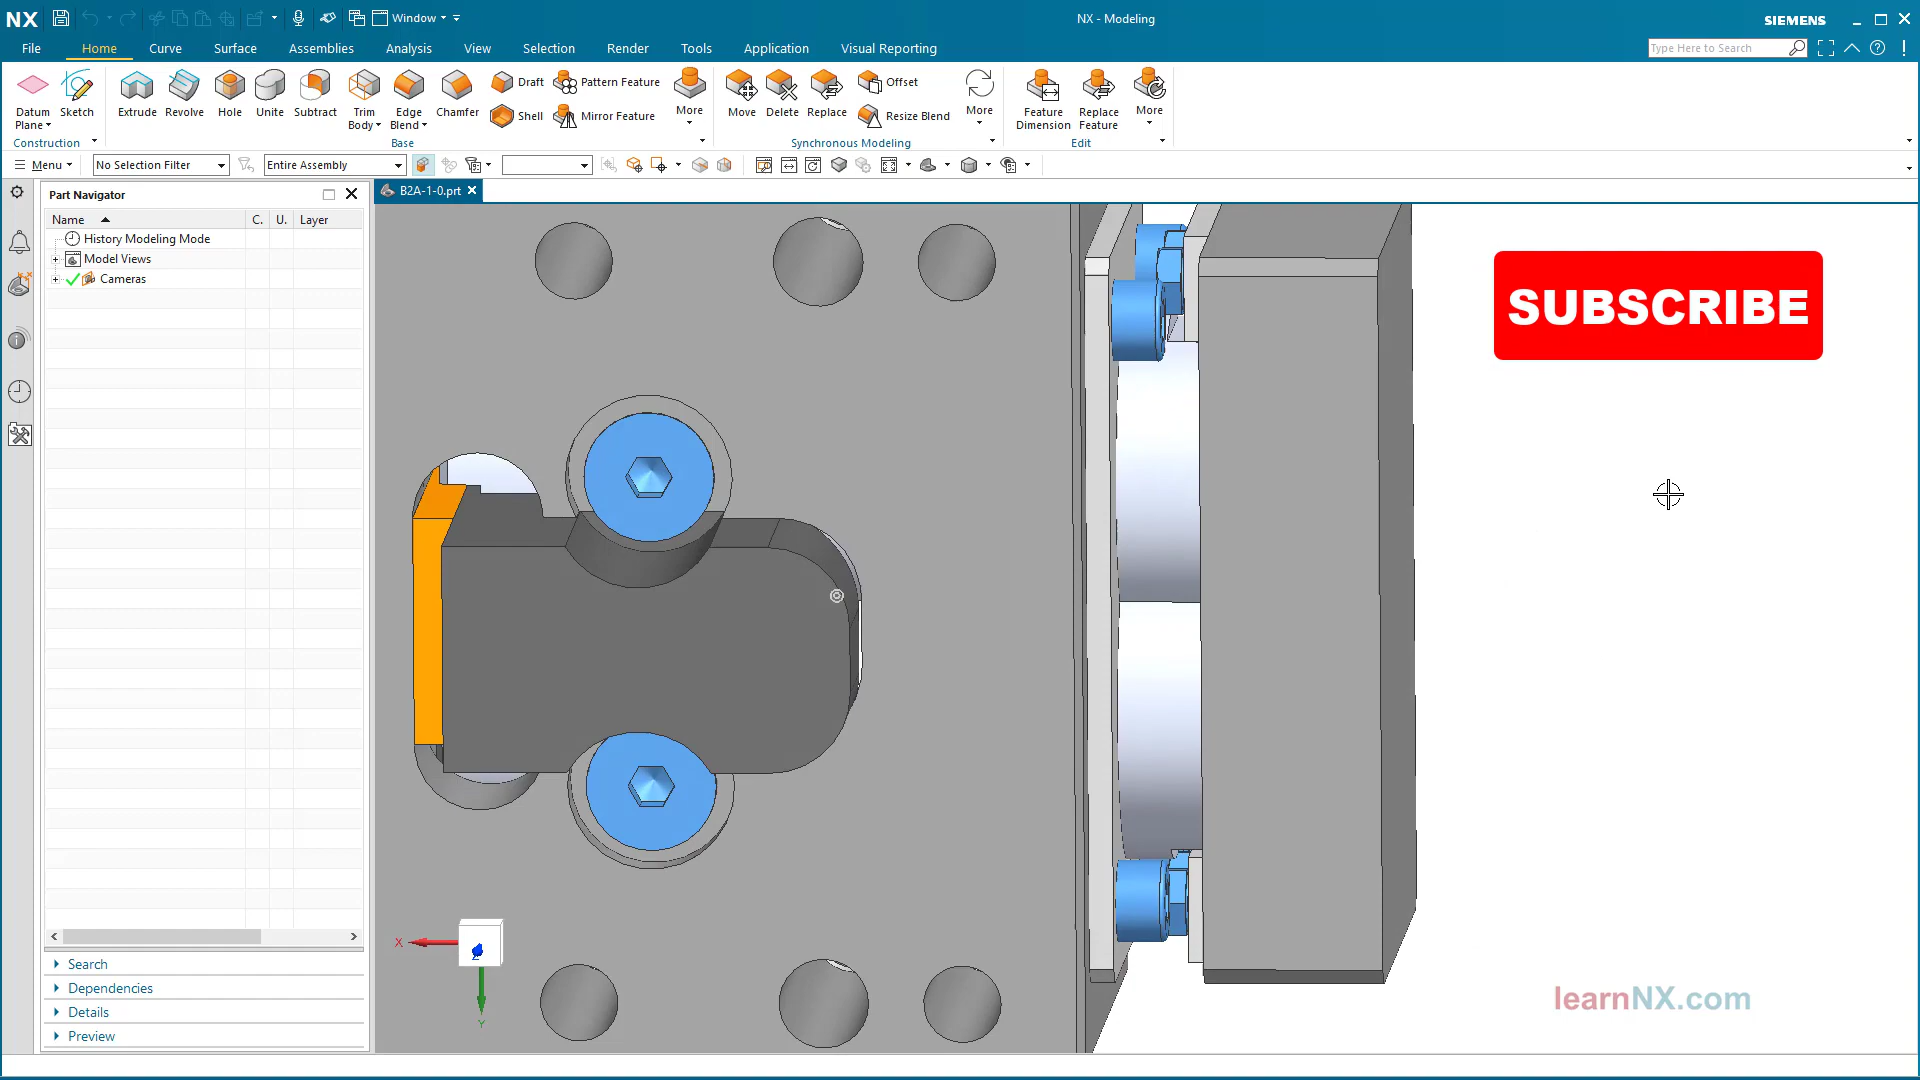 NX
Window
NX - Modeling
SIEMENS
File Home Curve Surface Assemblies Analysis View Selection Render Tools Application Visual Reporting
Type Here to Search
Datum Plane
Sketch
Extrude
Revolve
Hole
Unite
Subtract
Trim Body
Edge Blend
Chamfer
Draft
Shell
Pattern Feature
Mirror Feature
More
Move
Delete
Replace
Offset
Resize Blend
More
Feature Dimension
Replace Feature
More
Construction
Base
Synchronous Modeling
Edit
Menu
No Selection Filter
Entire Assembly
Part Navigator
B2A-1-0.prt
Name C. U. Layer
History Modeling Mode
Model Views
Cameras
SUBSCRIBE
X
Z
Y
Search
Dependencies
Details
Preview
learnNX.com